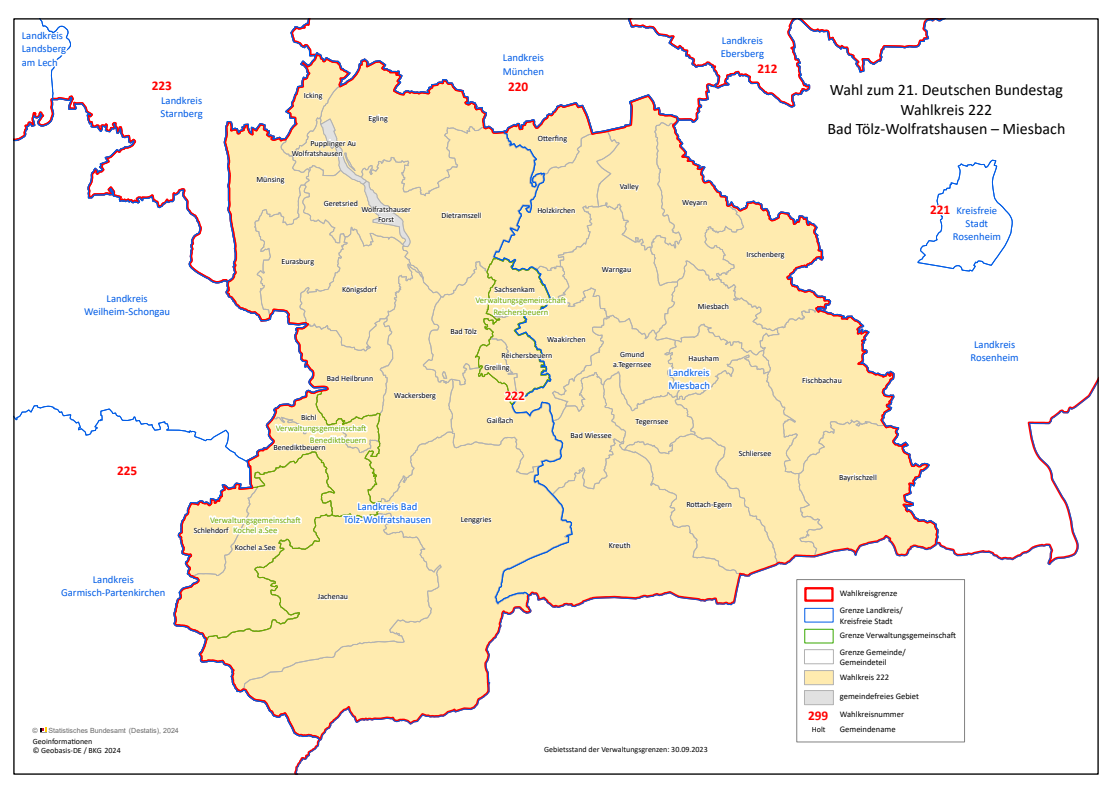 Landkreis
Landsberg
am Lech
223
Landkreis
Starnberg
Landkreis
München
220
Landkreis
Ebersberg
212
Wahl zum 21. Deutschen Bundestag
Wahlkreis 222
Bad Tölz-Wolfratshausen – Miesbach
Icking
Egling
Otterfing
Pupplinger Au
Wolfratshausen
Münsing
Valley
Geretsried
Wolfratshauser
Forst
Dietramszell
Holzkirchen
Weyarn
221
Kreisfreie
Stadt
Rosenheim
Eurasburg
Irschenberg
Warngau
Königsdorf
Sachsenkam
Verwaltungsgemeinschaft
Reichersbeuern
Miesbach
Landkreis
Weilheim-Schongau
Bad Tölz
Waakirchen
Reichersbeuern
Greiling
Gmund
a.Tegernsee
Hausham
Landkreis
Miesbach
Landkreis
Rosenheim
Bad Heilbrunn
Fischbachau
Wackersberg
222
Bichl
Verwaltungsgemeinschaft
Benediktbeuern
Benediktbeuern
Gaißach
Bad Wiessee
Tegernsee
Schliersee
225
Bayrischzell
Landkreis Bad
Tölz-Wolfratshausen
Lenggries
Rottach-Egern
Verwaltungsgemeinschaft
Kochel a.See
Schlehdorf
Kochel a.See
Kreuth
Landkreis
Garmisch-Partenkirchen
Jachenau
Wahlkreisgrenze
Grenze Landkreis/
Kreisfreie Stadt
Grenze Verwaltungsgemeinschaft
Grenze Gemeinde/
Gemeindeteil
Wahlkreis 222
gemeindefreies Gebiet
299 Wahlkreisnummer
Holt Gemeindename
© Statistisches Bundesamt (Destatis), 2024
Geoinformationen
© Geobasis-DE / BKG 2024
Gebietsstand der Verwaltungsgrenzen: 30.09.2023